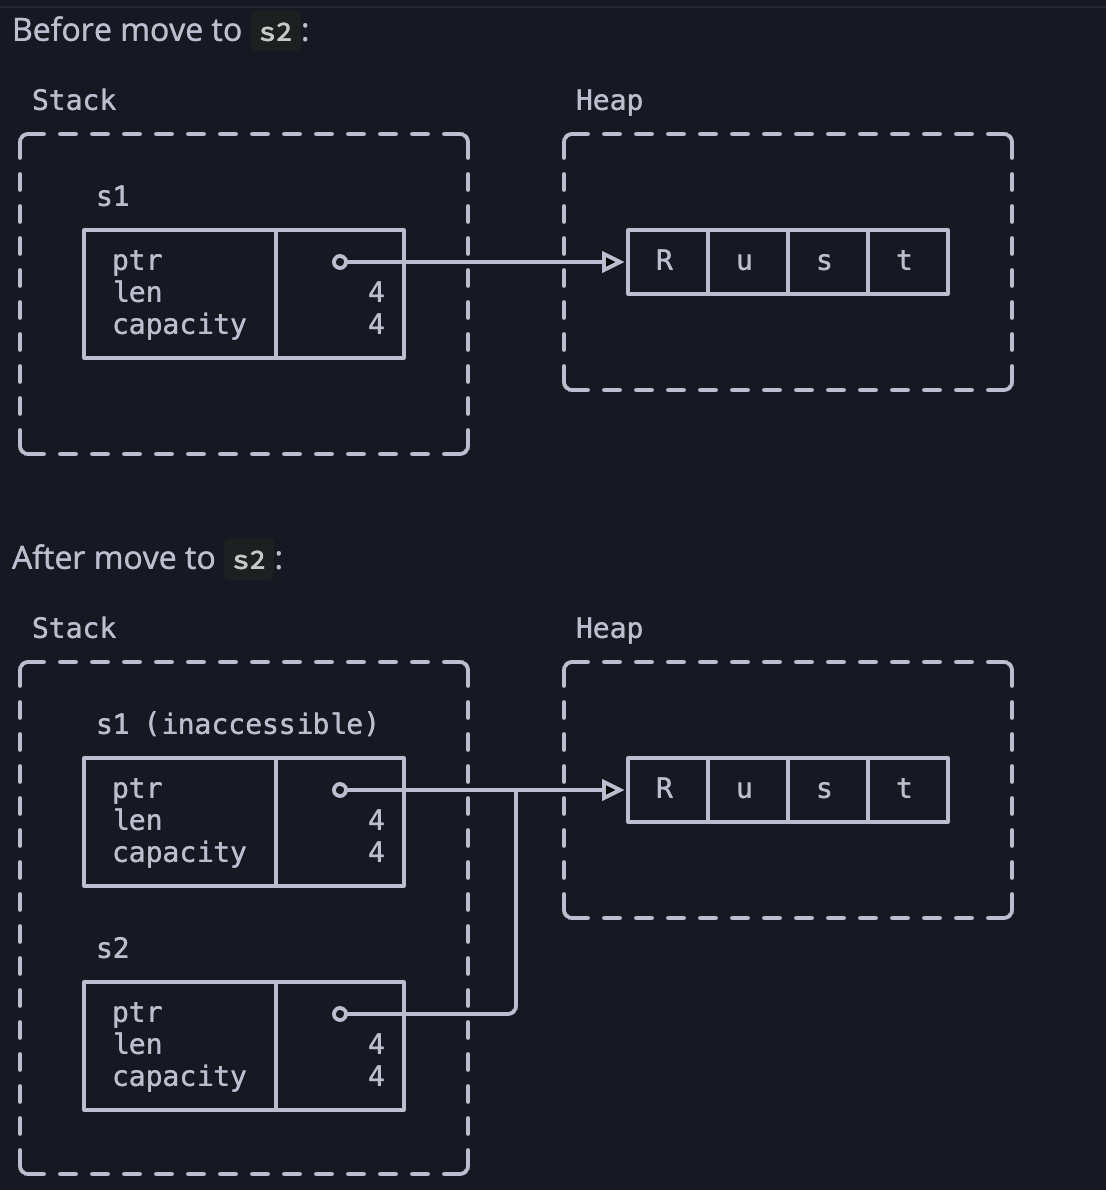 Before move to s2:
Stack Heap
s1
ptr R u s t
len 4
capacity 4
After move to s2:
Stack Heap
s1 (inaccessible)
ptr R u s t
len 4
capacity 4
s2
ptr
len 4
capacity 4